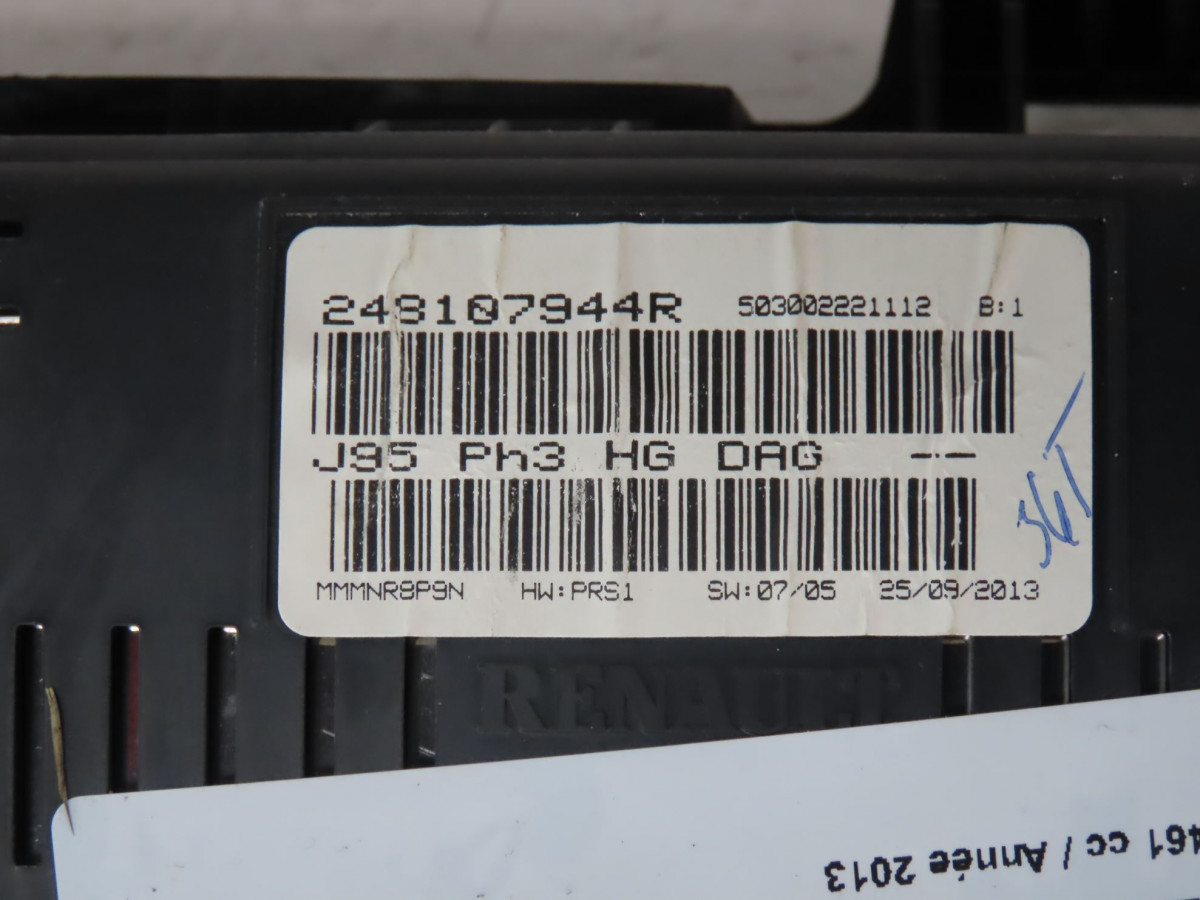 248107944R 503002221112 B:1
J95 Ph3 HG DAG ---
MMMNR8P9N HW:PRS1 SW:07/05 25/09/2013
RENAULT
461 cc / Année 2013